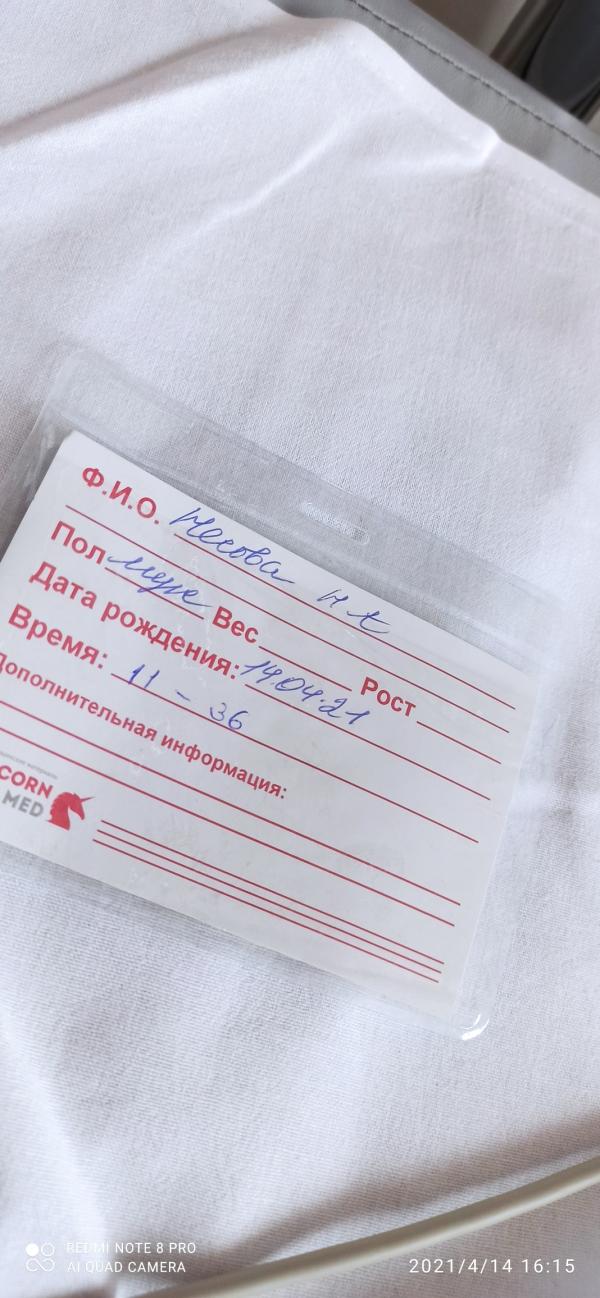 Ф.И.О. Чесова Н А
Пол муж Вес Рост
Дата рождения: 14.04.21
Время: 11 - 36
Дополнительная информация:
CORN
MED
REDMI NOTE 8 PRO
AI QUAD CAMERA
2021/4/14 16:15